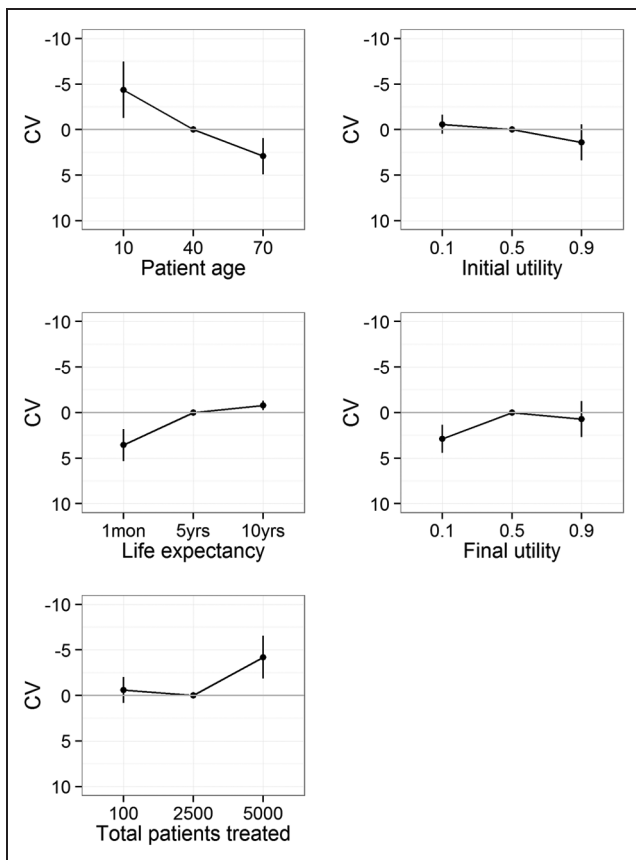 -10
-5
CV
0
5
10
10 40 70
Patient age
-10
-5
CV
0
5
10
0.1 0.5 0.9
Initial utility
-10
-5
CV
0
5
10
1mon 5yrs 10yrs
Life expectancy
-10
-5
CV
0
5
10
0.1 0.5 0.9
Final utility
-10
-5
CV
0
5
10
100 2500 5000
Total patients treated